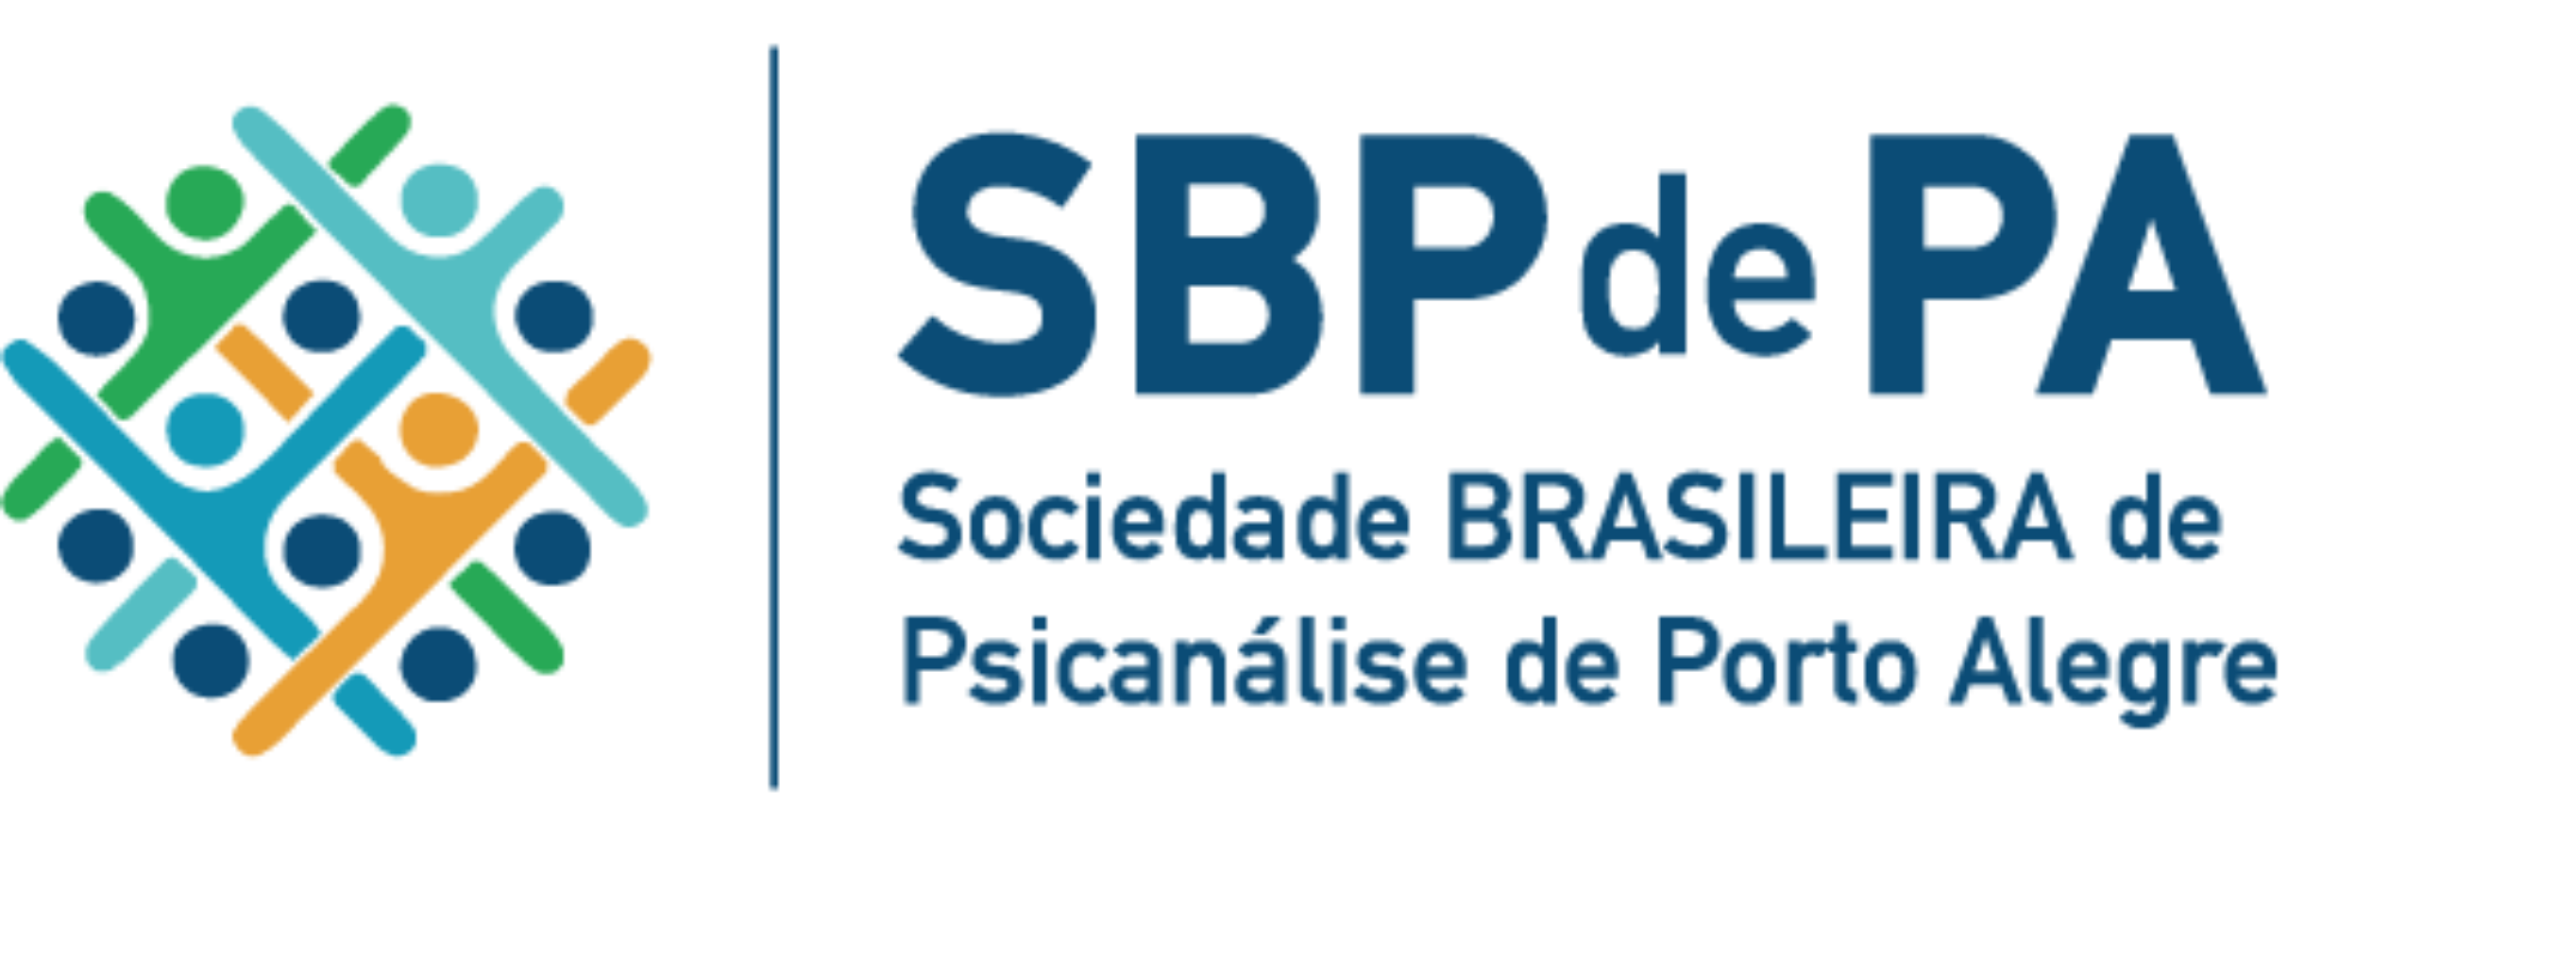 SBP de PA
Sociedade BRASILEIRA de
Psicanálise de Porto Alegre